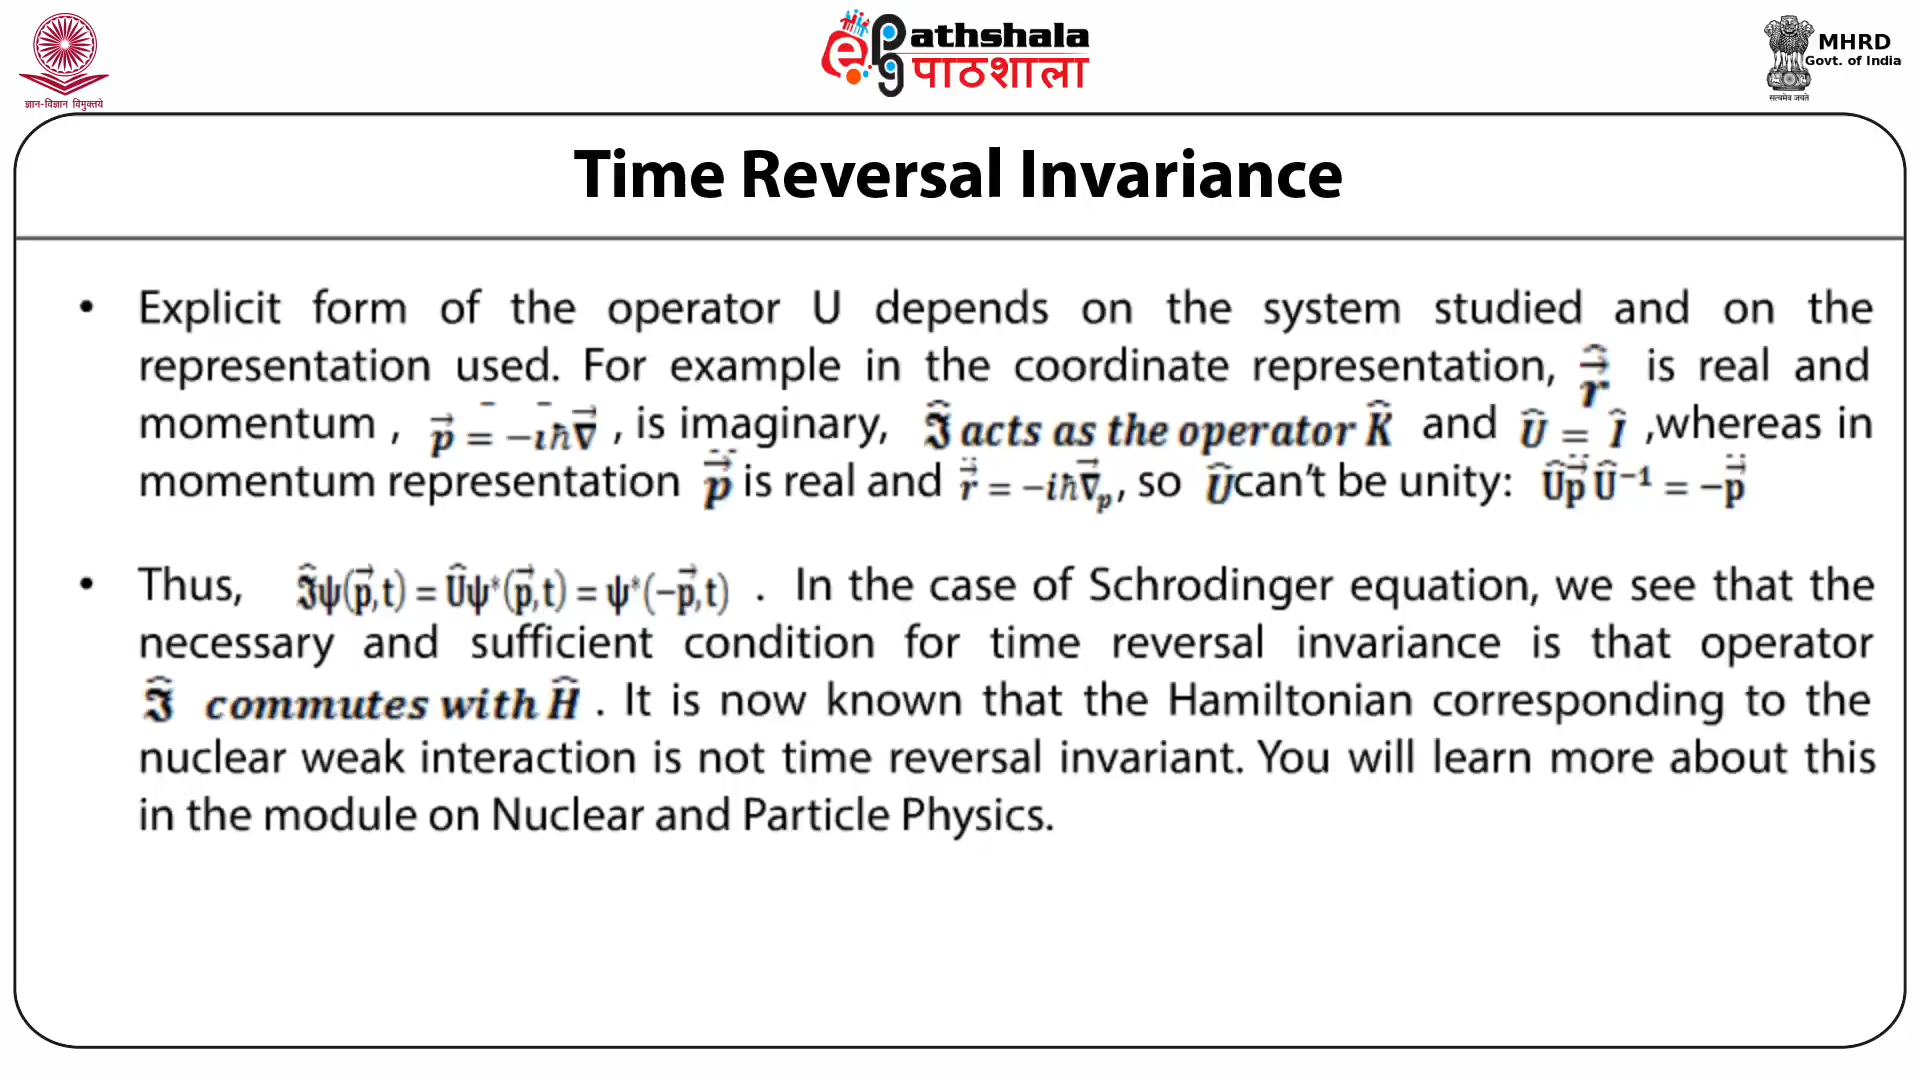 ज्ञान-विज्ञान विमुक्तये
ePathshala
पाठशाला
MHRD
Govt. of India
सत्यमेव जयते
Time Reversal Invariance
• Explicit form of the operator U depends on the system studied and on the
representation used. For example in the coordinate representation, r̂⃗ is real and
momentum , p⃗ = −iħ∇⃗ , is imaginary, 𝕴̂ acts as the operator K̂ and Û = Î ,whereas in
momentum representation p̂⃗ is real and r̂⃗ = −iħ∇⃗ₚ, so Ûcan't be unity: Ûp̂⃗Û⁻¹ = −p̂⃗
• Thus, 𝕴̂ψ(p⃗,t) = Ûψ*(p⃗,t) = ψ*(−p⃗,t) . In the case of Schrodinger equation, we see that the
necessary and sufficient condition for time reversal invariance is that operator
𝕴̂ commutes with Ĥ . It is now known that the Hamiltonian corresponding to the
nuclear weak interaction is not time reversal invariant. You will learn more about this
in the module on Nuclear and Particle Physics.